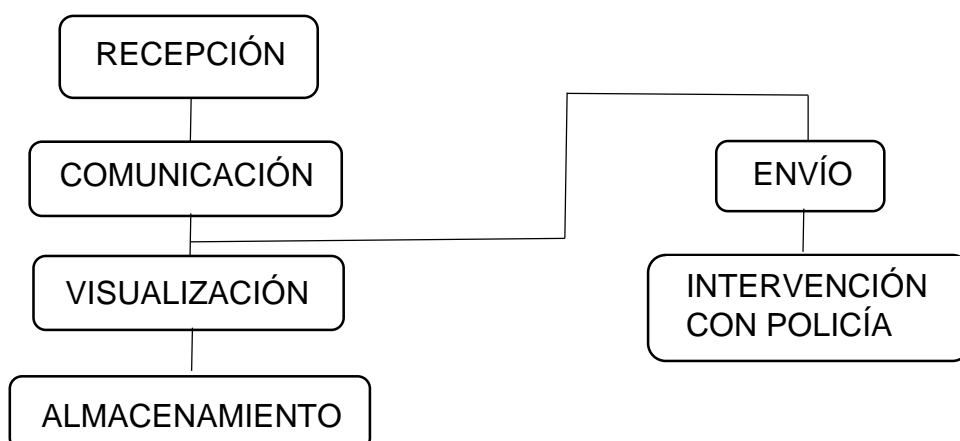 RECEPCIÓN
COMUNICACIÓN
VISUALIZACIÓN
ALMACENAMIENTO
ENVÍO
INTERVENCIÓN
CON POLICÍA